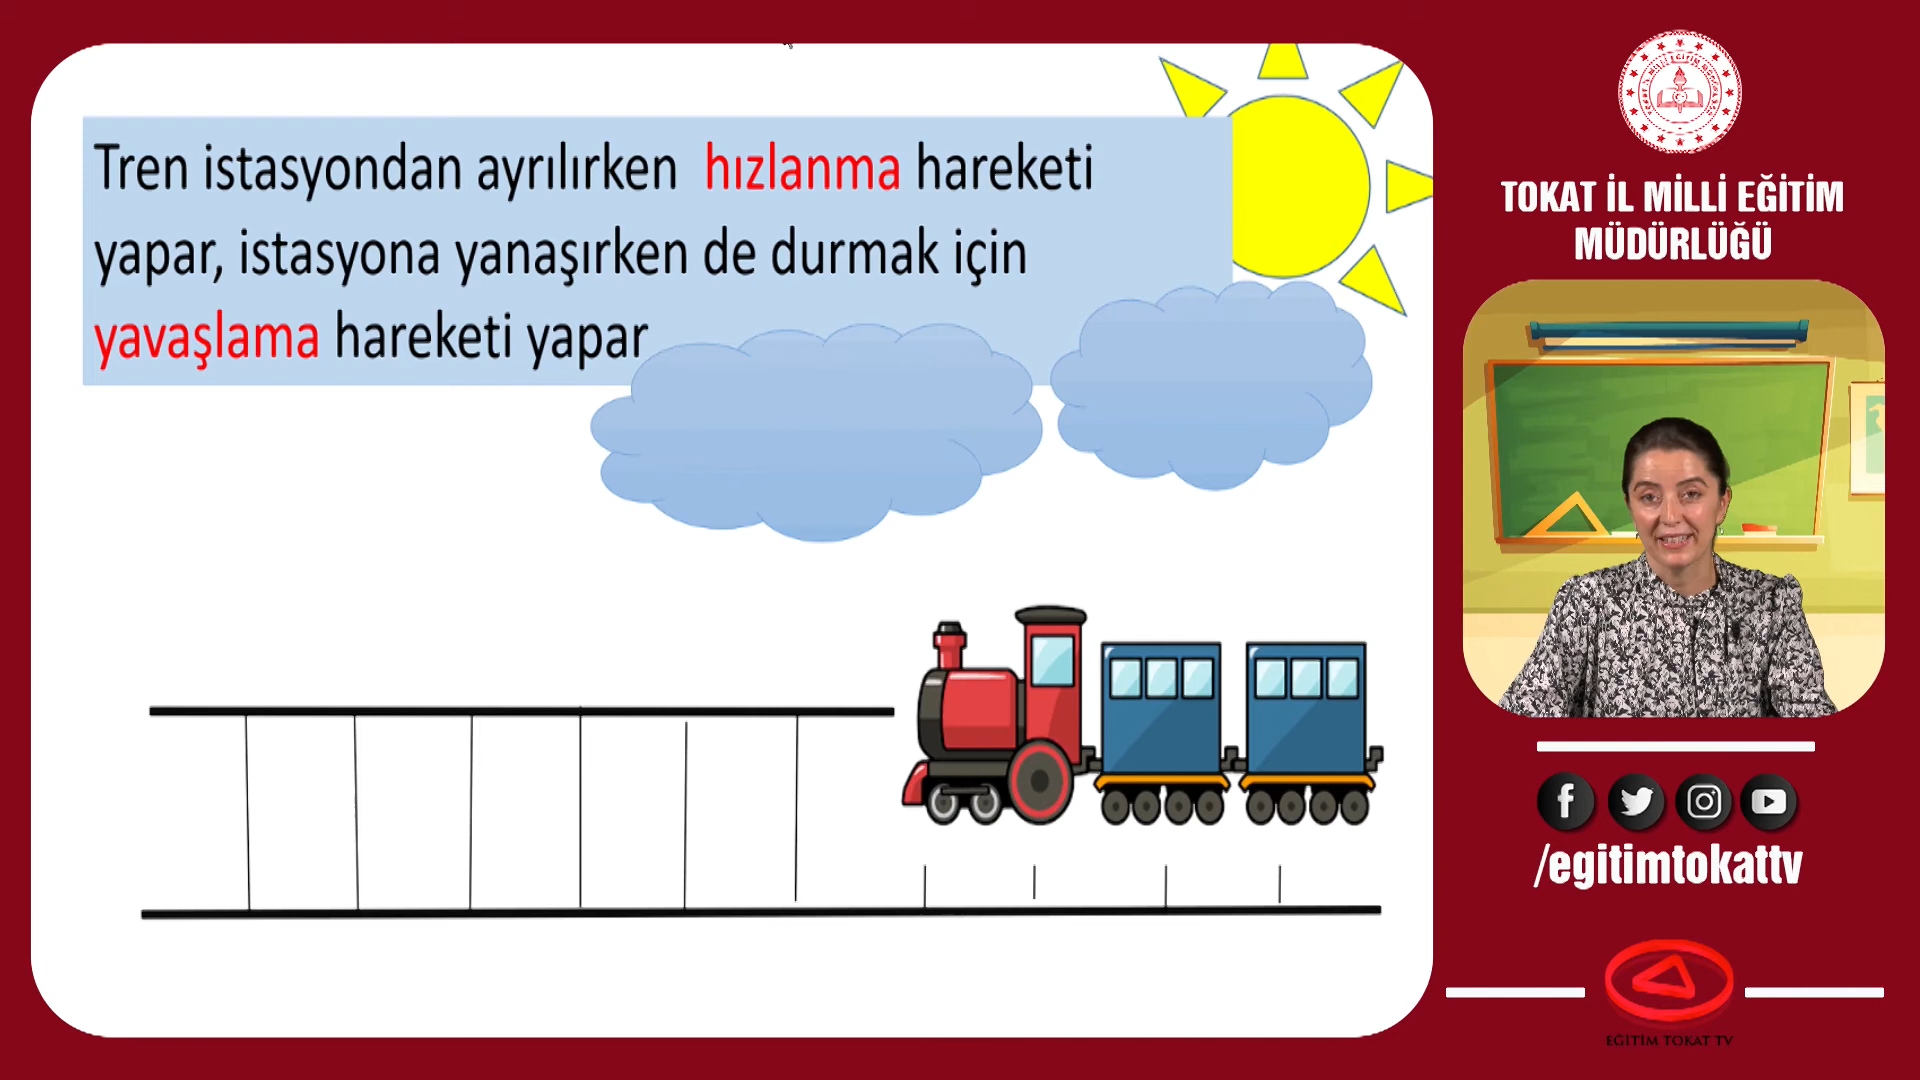 Tren istasyondan ayrılırken hızlanma hareketi
yapar, istasyona yanaşırken de durmak için
yavaşlama hareketi yapar
TOKAT İL MİLLİ EĞİTİM
MÜDÜRLÜĞÜ
/egitimtokattv
EĞİTİM TOKAT TV